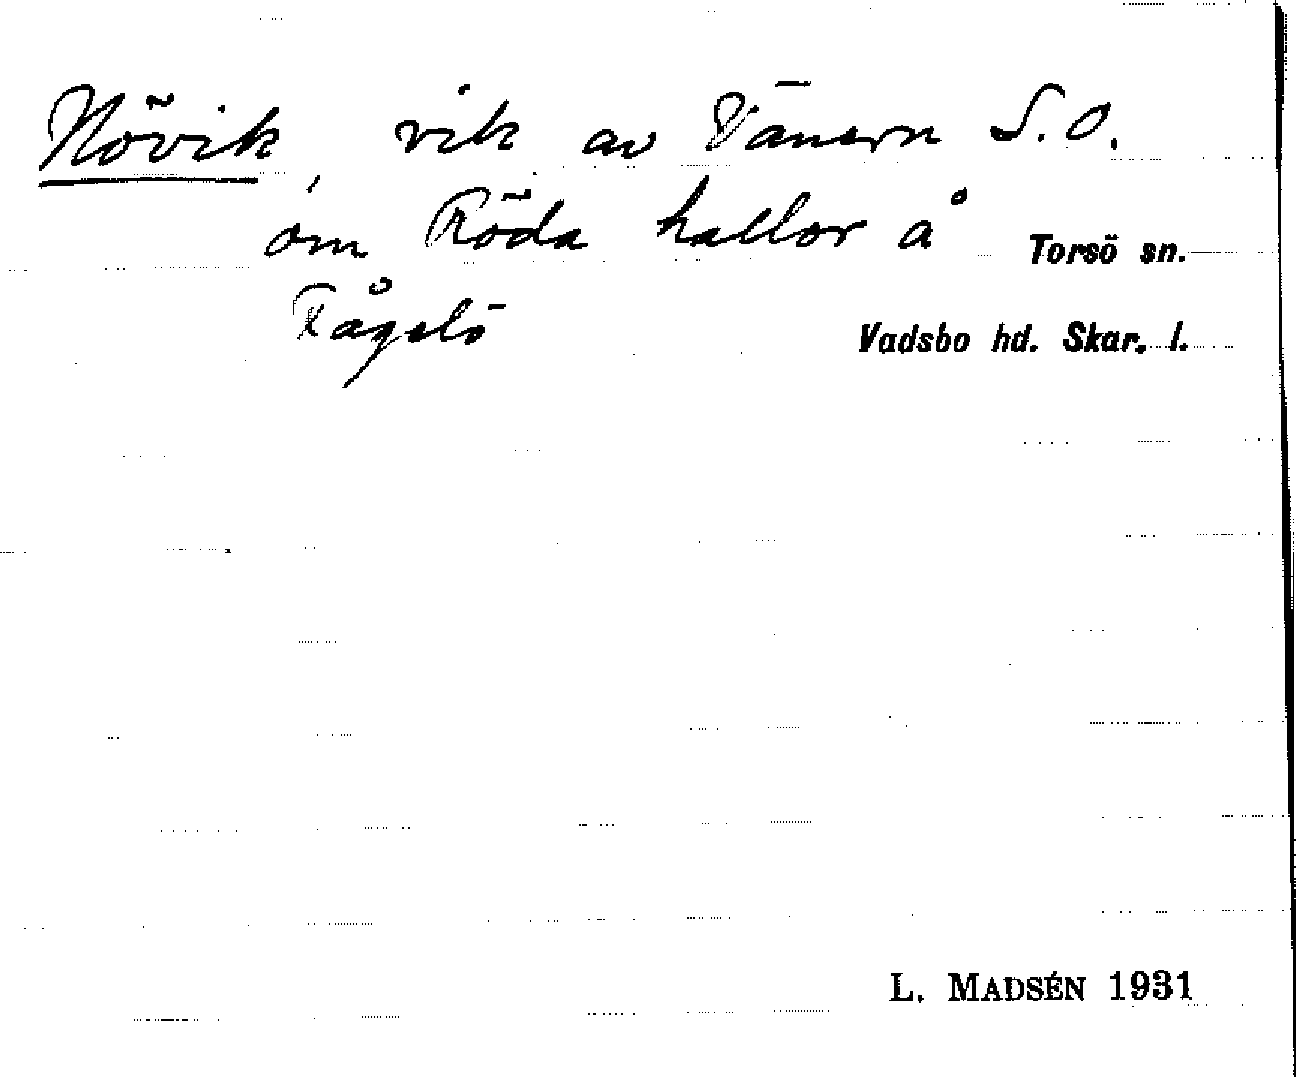 Növik, vik av Vänern S.O.
om Röda hallor å
Torsö sn.
Fågelö
Vadsbo hd. Skar. l.
L. MADSÉN 1931